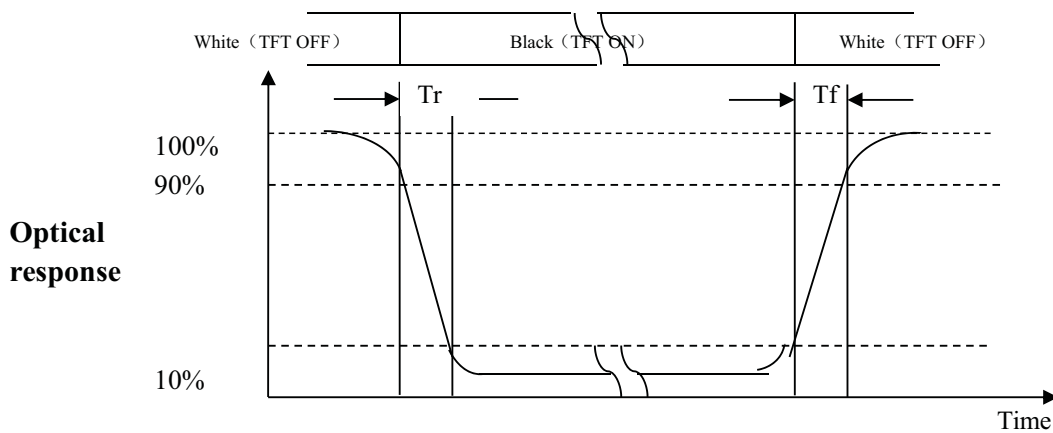 White（TFT OFF） Black（TFT ON） White（TFT OFF）
Tr Tf
100%
90%
Optical
response
10%
Time